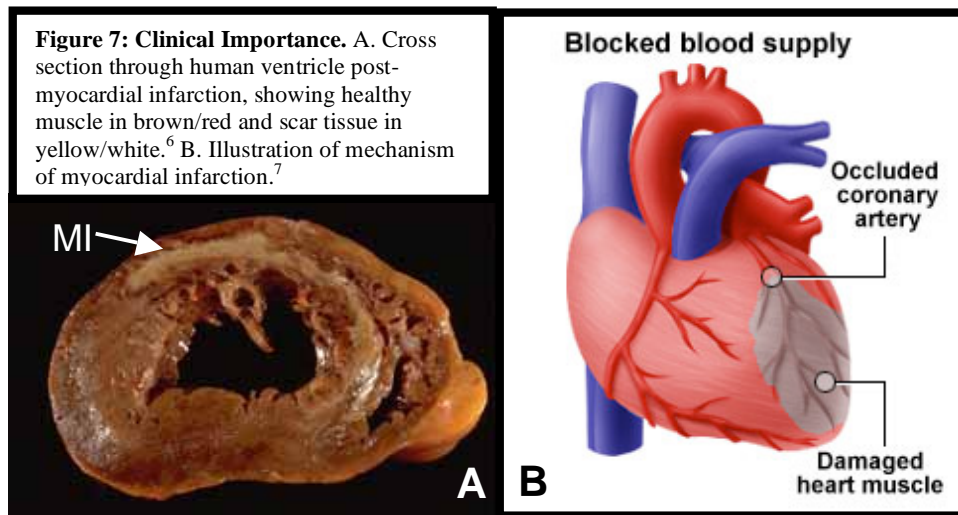 Figure 7: Clinical Importance. A. Cross
section through human ventricle post-
myocardial infarction, showing healthy
muscle in brown/red and scar tissue in
yellow/white.6 B. Illustration of mechanism
of myocardial infarction.7
MI
A
Blocked blood supply
Occluded
coronary
artery
Damaged
heart muscle
B